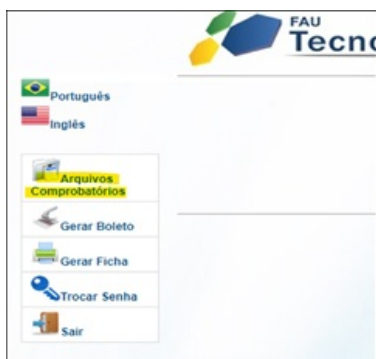 FAU
Tecno
Português
Inglês
Arquivos
Comprobatórios
Gerar Boleto
Gerar Ficha
Trocar Senha
Sair